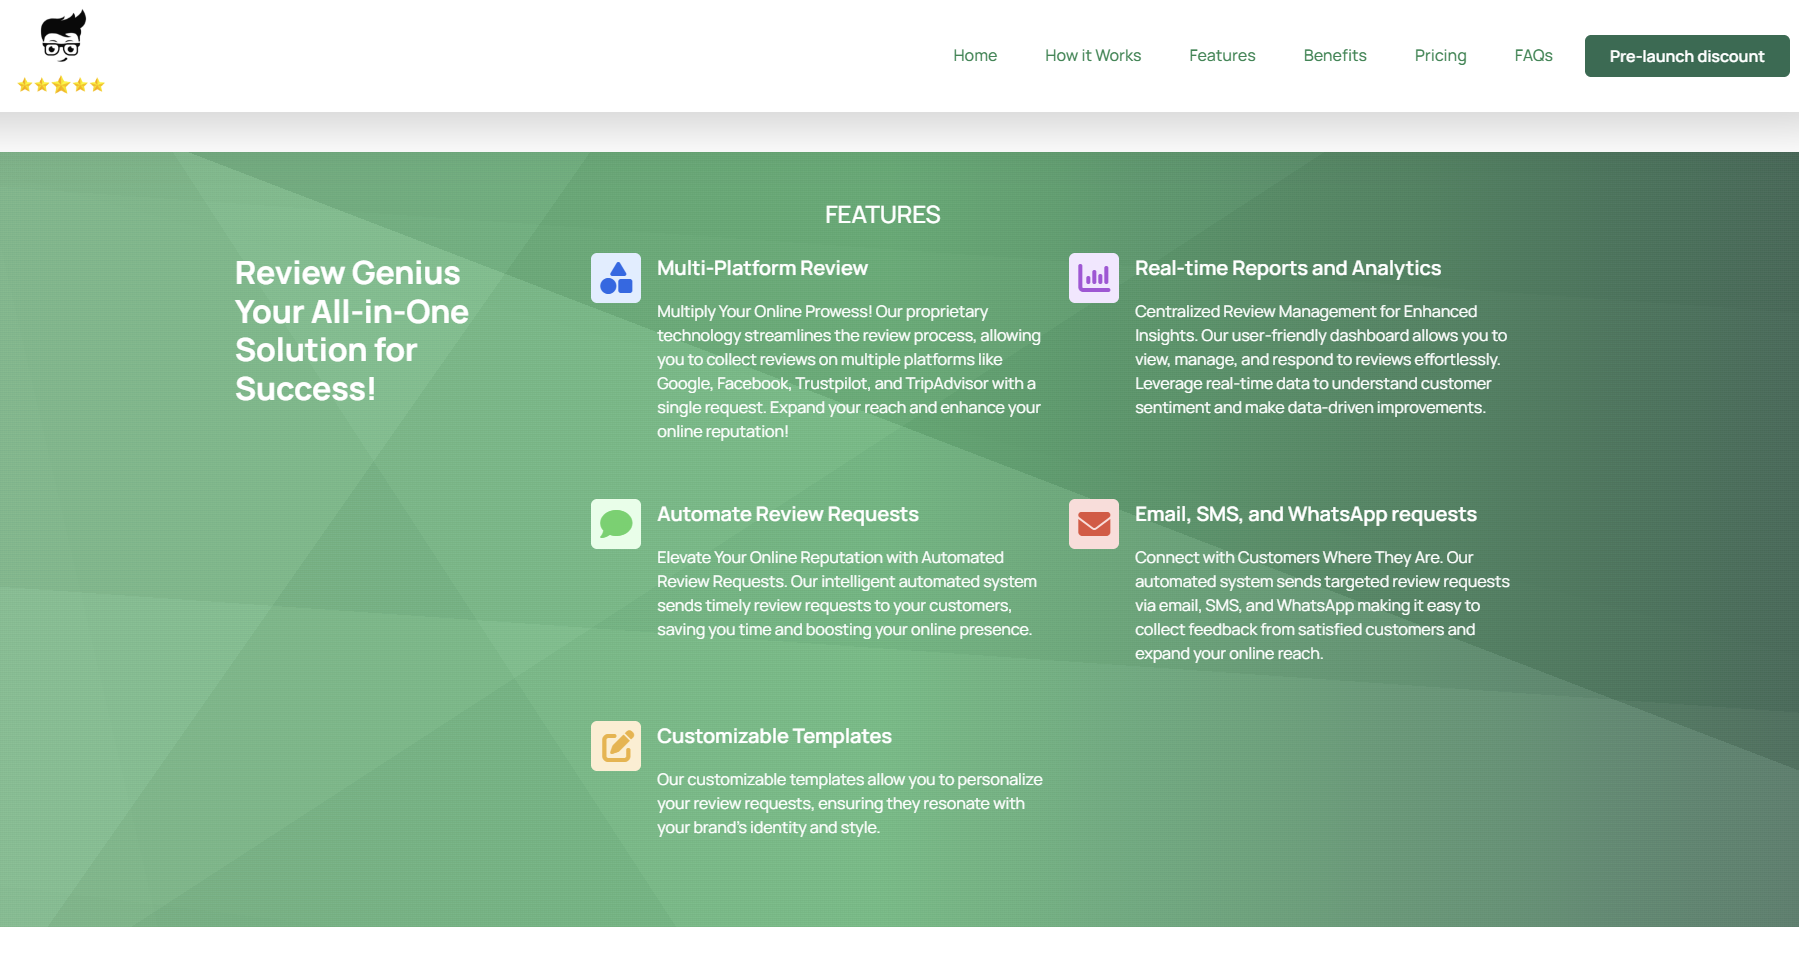 Home
How it Works
Features
Benefits
Pricing
FAQs
Pre-launch discount
FEATURES
Review Genius
Your All-in-One
Solution for
Success!
Multi-Platform Review
Multiply Your Online Prowess! Our proprietary
technology streamlines the review process, allowing
you to collect reviews on multiple platforms like
Google, Facebook, Trustpilot, and TripAdvisor with a
single request. Expand your reach and enhance your
online reputation!
Real-time Reports and Analytics
Centralized Review Management for Enhanced
Insights. Our user-friendly dashboard allows you to
view, manage, and respond to reviews effortlessly.
Leverage real-time data to understand customer
sentiment and make data-driven improvements.
Automate Review Requests
Elevate Your Online Reputation with Automated
Review Requests. Our intelligent automated system
sends timely review requests to your customers,
saving you time and boosting your online presence.
Email, SMS, and WhatsApp requests
Connect with Customers Where They Are. Our
automated system sends targeted review requests
via email, SMS, and WhatsApp making it easy to
collect feedback from satisfied customers and
expand your online reach.
Customizable Templates
Our customizable templates allow you to personalize
your review requests, ensuring they resonate with
your brand's identity and style.